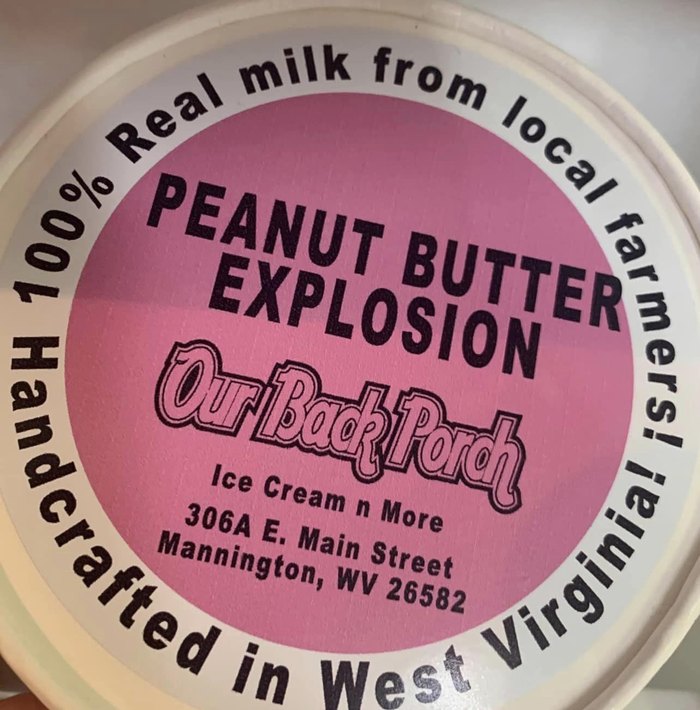 100% Real milk from local farmers!
PEANUT BUTTER
EXPLOSION
Our Back Porch
Ice Cream n More
306A E. Main Street
Mannington, WV 26582
Handcrafted in West Virginia!